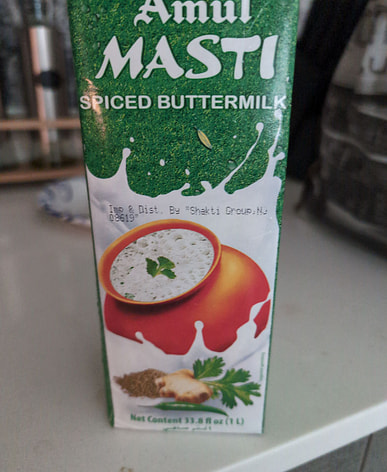 Amul
MASTI
SPICED BUTTERMILK
Imp & Dist. By "Shakti Group,NJ
08619"
Net Content 33.8 fl oz (1 L)